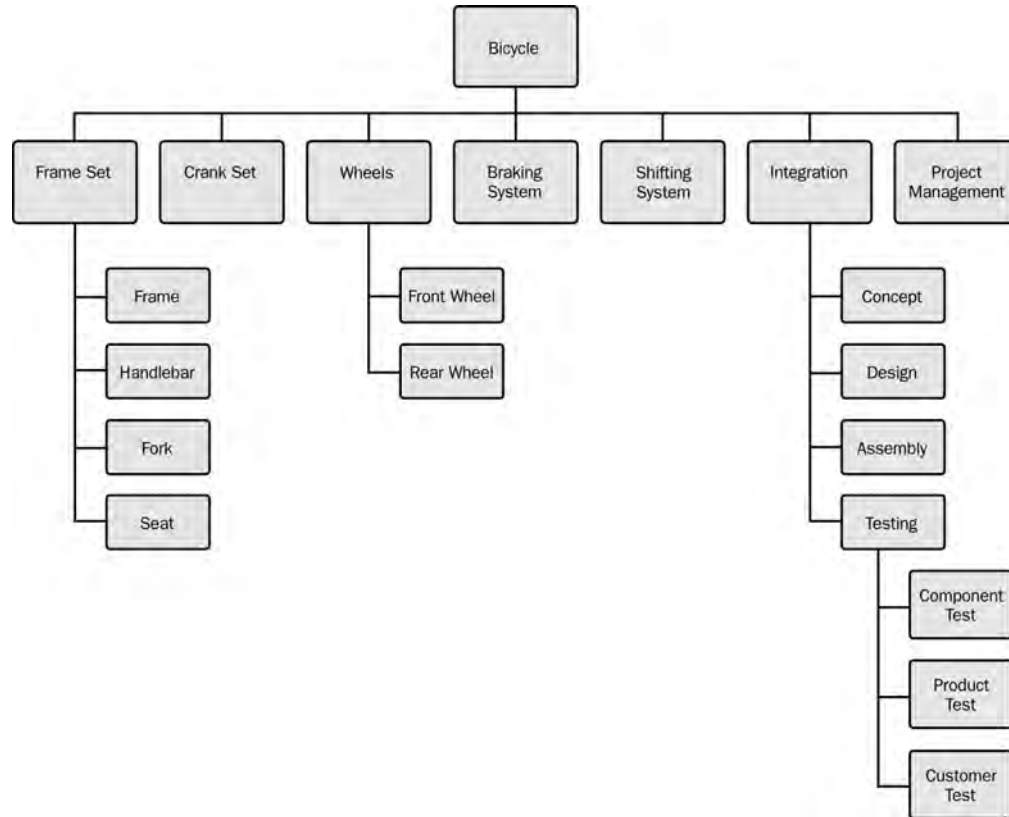 Bicycle
Frame Set
Crank Set
Wheels
Braking
System
Shifting
System
Integration
Project
Management
Frame
Handlebar
Fork
Seat
Front Wheel
Rear Wheel
Concept
Design
Assembly
Testing
Component
Test
Product
Test
Customer
Test